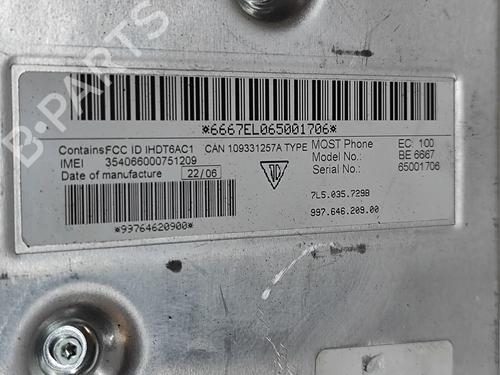 *6667EL065001706*
Contains FCC ID IHDT6AC1 CAN 109331257A TYPE MOST Phone EC: 100
IMEI 354066000751209 Model No.: BE 6667
Date of manufacture 22/06 Serial No.: 65001706
7L5.035.729B
997.646.209.00
*99764620900*
B-PARTS